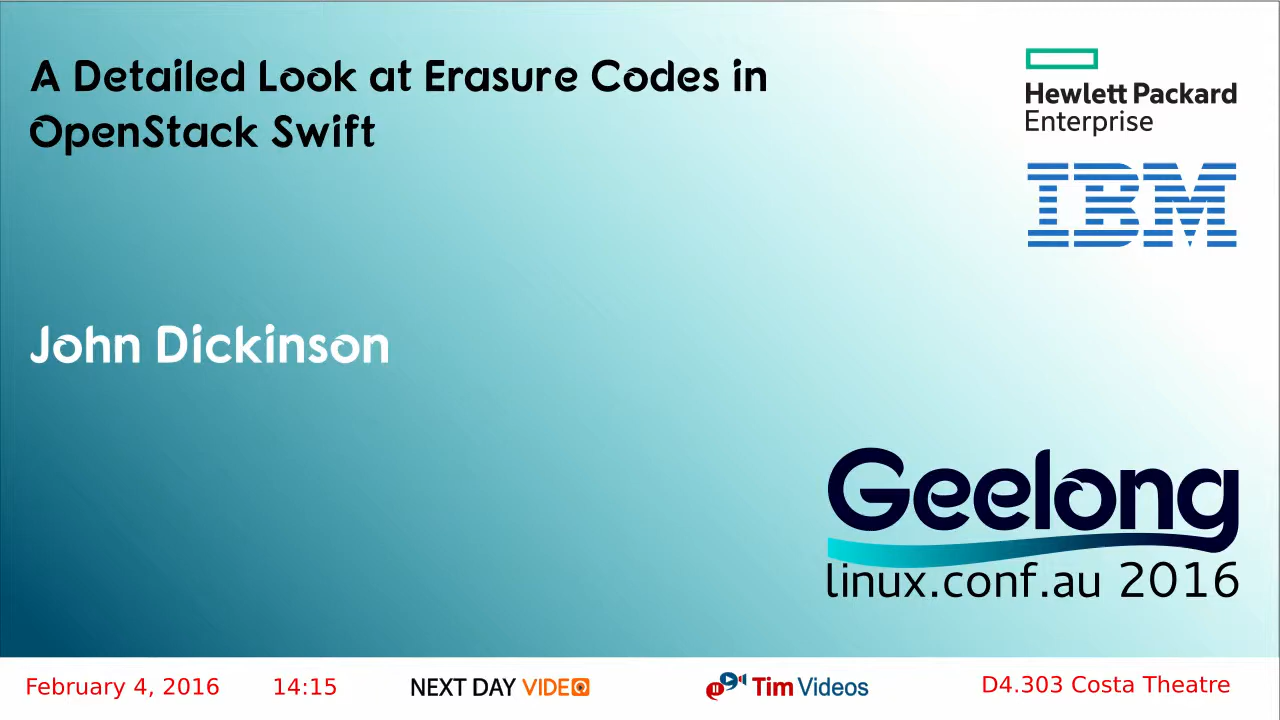 A Detailed Look at Erasure Codes in
OpenStack Swift
Hewlett Packard
Enterprise
IBM
John Dickinson
Geelong
linux.conf.au 2016
February 4, 2016
14:15
NEXT DAY VIDEO
Tim Videos
D4.303 Costa Theatre